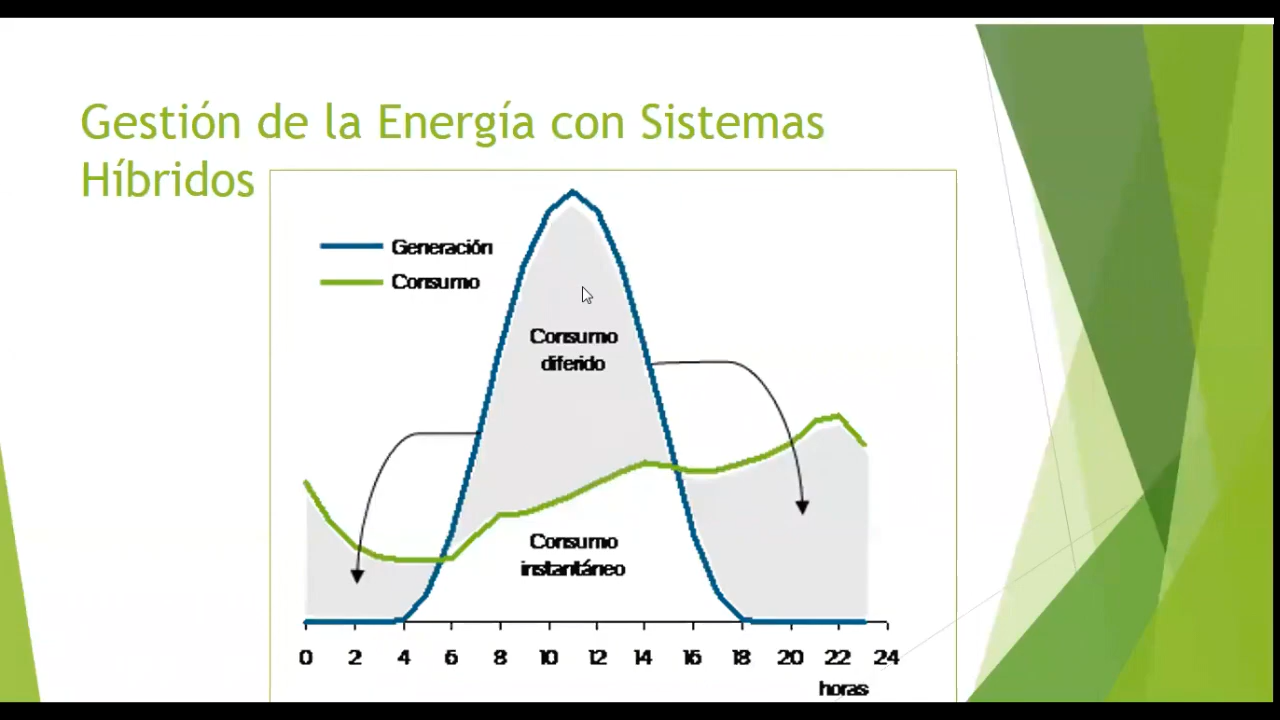 Gestión de la Energía con Sistemas
Híbridos
Generación
Consumo
Consumo
diferido
Consumo
instantáneo
0 2 4 6 8 10 12 14 16 18 20 22 24
horas